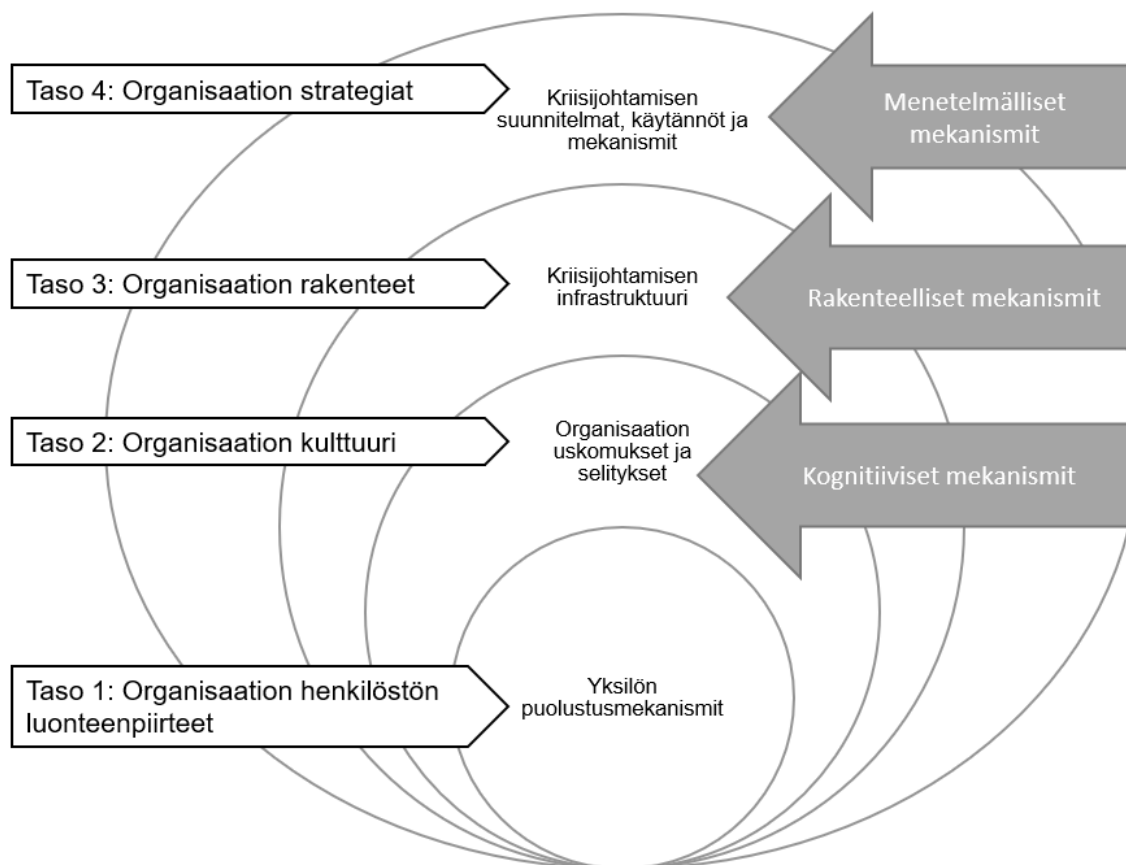 Taso 4: Organisaation strategiat
Kriisijohtamisen
suunnitelmat, käytännöt ja
mekanismit
Menetelmälliset
mekanismit
Taso 3: Organisaation rakenteet
Kriisijohtamisen
infrastruktuuri
Rakenteelliset mekanismit
Taso 2: Organisaation kulttuuri
Organisaation
uskomukset ja
selitykset
Kognitiiviset mekanismit
Taso 1: Organisaation henkilöstön
luonteenpiirteet
Yksilön
puolustusmekanismit